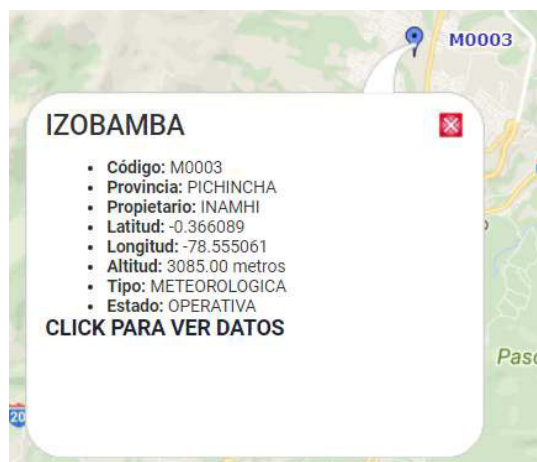 M0003
IZOBAMBA
Código: M0003
Provincia: PICHINCHA
Propietario: INAMHI
Latitud: -0.366089
Longitud: -78.555061
Altitud: 3085.00 metros
Tipo: METEOROLOGICA
Estado: OPERATIVA
CLICK PARA VER DATOS
20